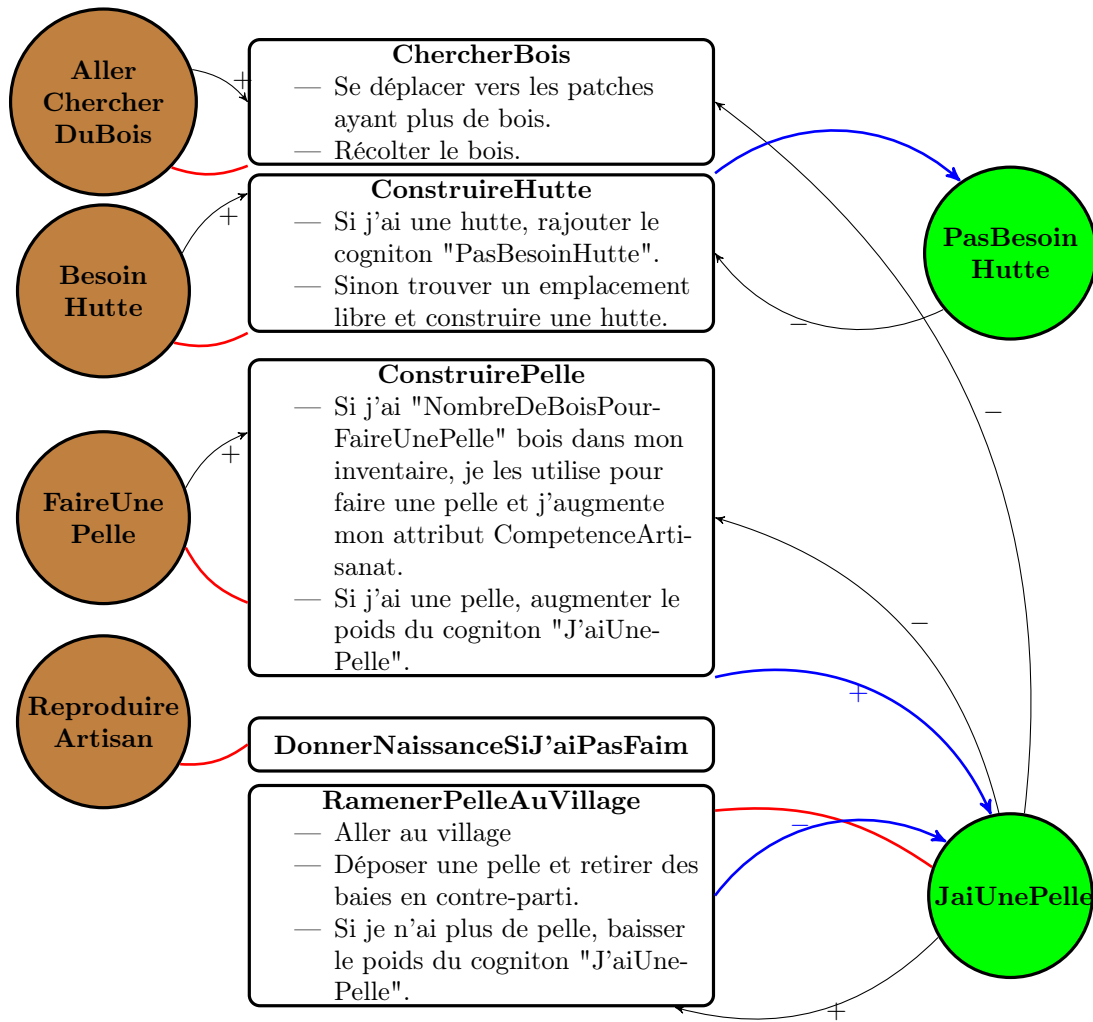 Aller
Chercher
DuBois
+
ChercherBois
— Se déplacer vers les patches
ayant plus de bois.
— Récolter le bois.
Besoin
Hutte
+
ConstruireHutte
— Si j'ai une hutte, rajouter le
cogniton "PasBesoinHutte".
— Sinon trouver un emplacement
libre et construire une hutte.
PasBesoin
Hutte
−
−
FaireUne
Pelle
+
ConstruirePelle
— Si j'ai "NombreDeBoisPour-
FaireUnePelle" bois dans mon
inventaire, je les utilise pour
faire une pelle et j'augmente
mon attribut CompetenceArti-
sanat.
— Si j'ai une pelle, augmenter le
poids du cogniton "J'aiUne-
Pelle".
−
+
Reproduire
Artisan
DonnerNaissanceSiJ'aiPasFaim
RamenerPelleAuVillage
— Aller au village
— Déposer une pelle et retirer des
baies en contre-parti.
— Si je n'ai plus de pelle, baisser
le poids du cogniton "J'aiUne-
Pelle".
−
JaiUnePelle
+